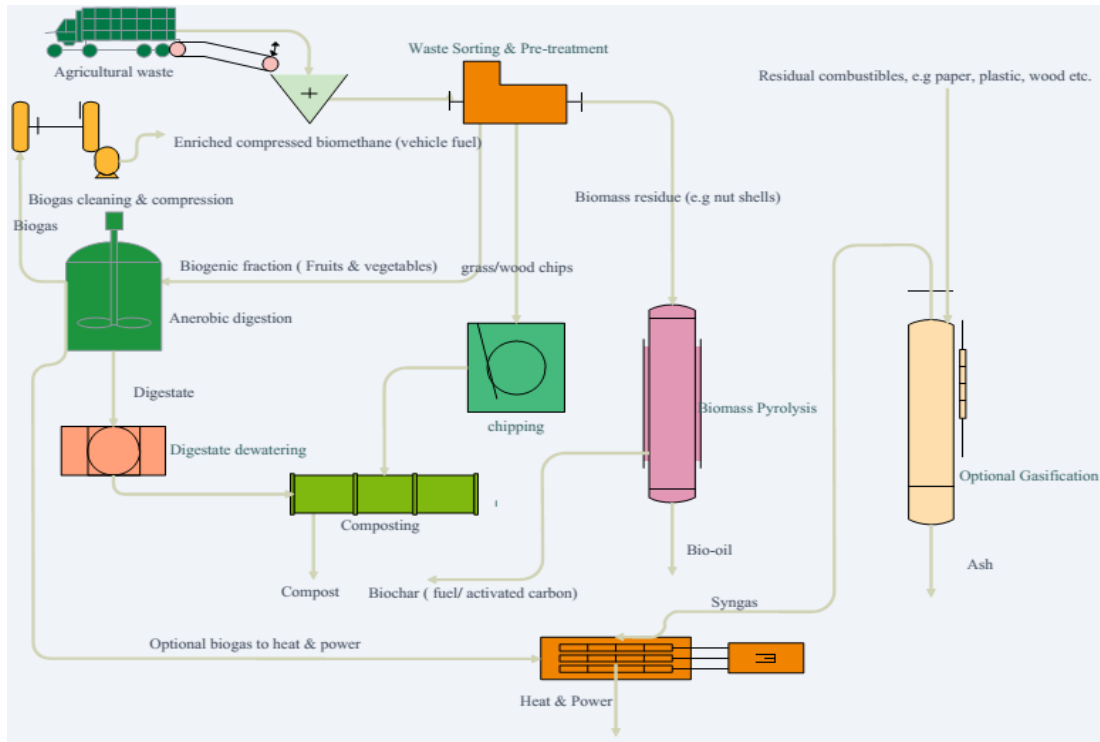 Waste Sorting & Pre-treatment
Agricultural waste
Residual combustibles, e.g paper, plastic, wood etc.
Enriched compressed biomethane (vehicle fuel)
Biogas cleaning & compression
Biomass residue (e.g nut shells)
Biogas
Biogenic fraction ( Fruits & vegetables)
grass/wood chips
Anerobic digestion
Digestate
Biomass Pyrolysis
chipping
Digestate dewatering
Optional Gasification
Composting
Bio-oil
Ash
Compost
Biochar ( fuel/ activated carbon)
Syngas
Optional biogas to heat & power
Heat & Power